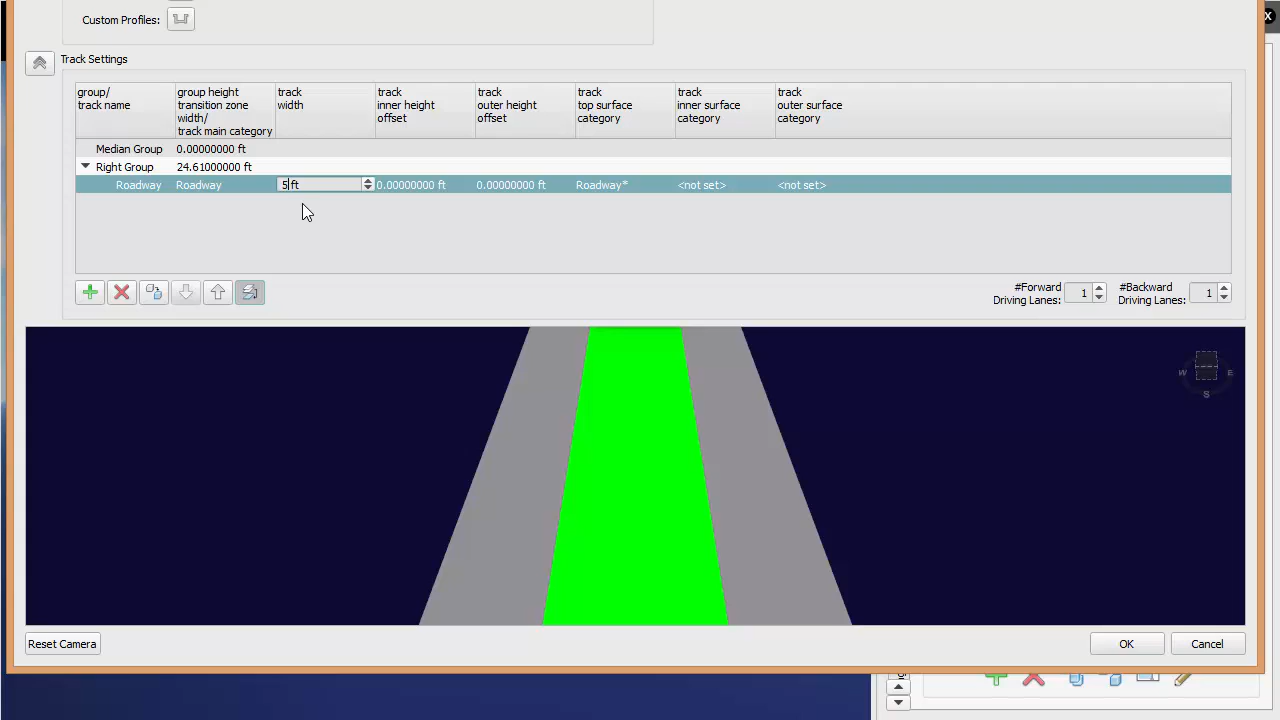 X
Custom Profiles:
Track Settings
group/
track name
group height
transition zone
width/
track main category
track
width
track
inner height
offset
track
outer height
offset
track
top surface
category
track
inner surface
category
track
outer surface
category
Median Group 0.00000000 ft
Right Group 24.61000000 ft
Roadway Roadway 5 ft 0.00000000 ft 0.00000000 ft Roadway* <not set> <not set>
#Forward
Driving Lanes: 1
#Backward
Driving Lanes: 1
W E
S
Reset Camera OK Cancel